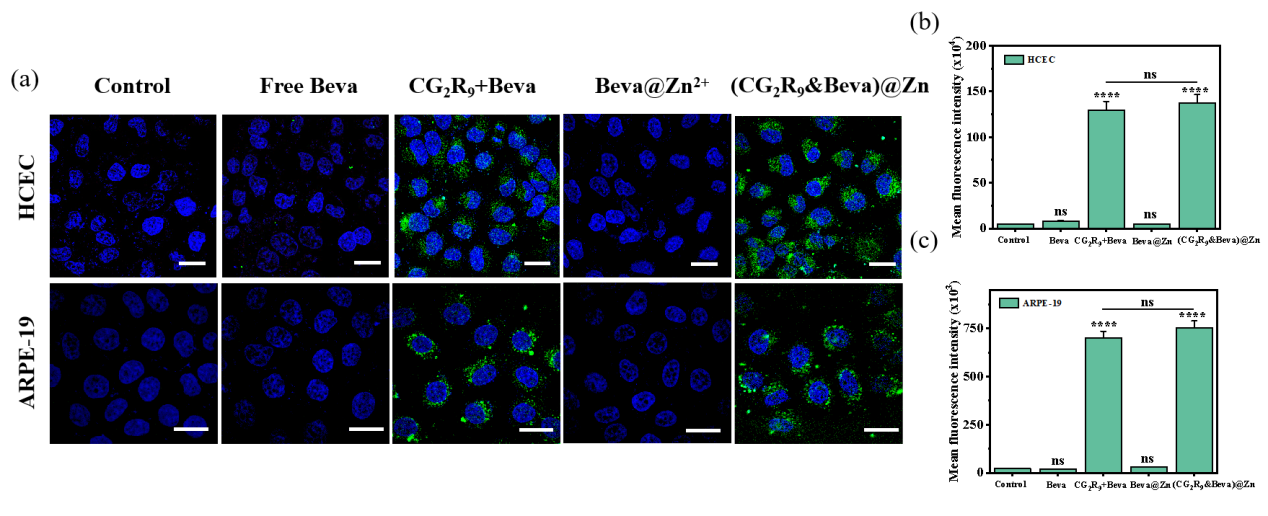 (a)
Control
Free Beva
CG₂R₉+Beva
Beva@Zn²⁺
(CG₂R₉&Beva)@Zn
HCEC
ARPE-19
(b)
Mean fluorescence intensity (x10⁴)
200
150
100
50
0
HCEC
ns
ns
****
ns
****
Control
Beva
CG₂R₉+Beva
Beva@Zn
(CG₂R₉&Beva)@Zn
(c)
Mean fluorescence intensity (x10³)
750
500
250
0
ARPE-19
ns
ns
****
ns
****
Control
Beva
CG₂R₉+Beva
Beva@Zn
(CG₂R₉&Beva)@Zn